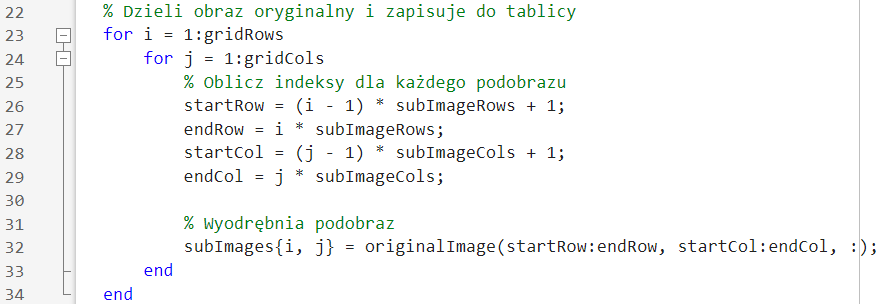 22 % Dzieli obraz oryginalny i zapisuje do tablicy
23 for i = 1:gridRows
24 for j = 1:gridCols
25 % Oblicz indeksy dla każdego podobrazu
26 startRow = (i - 1) * subImageRows + 1;
27 endRow = i * subImageRows;
28 startCol = (j - 1) * subImageCols + 1;
29 endCol = j * subImageCols;
30
31 % Wyodrębnia podobraz
32 subImages{i, j} = originalImage(startRow:endRow, startCol:endCol, :);
33 end
34 end